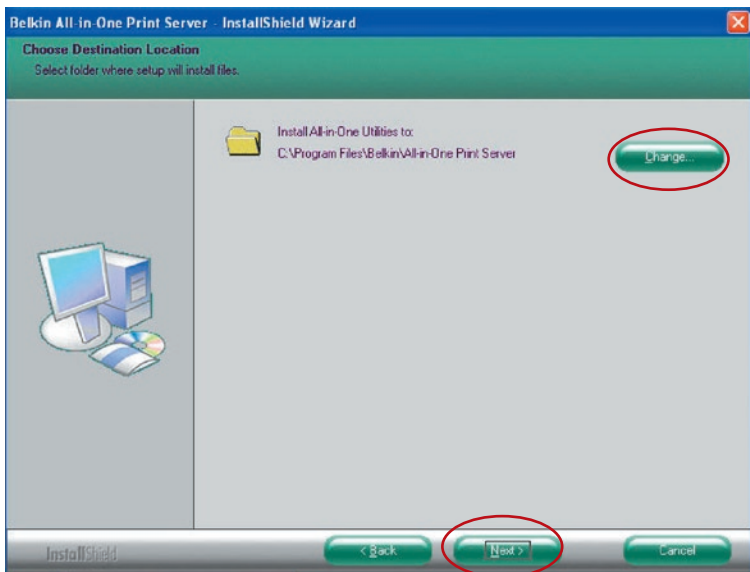 Belkin All-in-One Print Server - InstallShield Wizard
Choose Destination Location
Select folder where setup will install files.
Install All-in-One Utilities to:
C:\Program Files\Belkin\All-in-One Print Server
Change...
InstallShield
< Back
Next >
Cancel